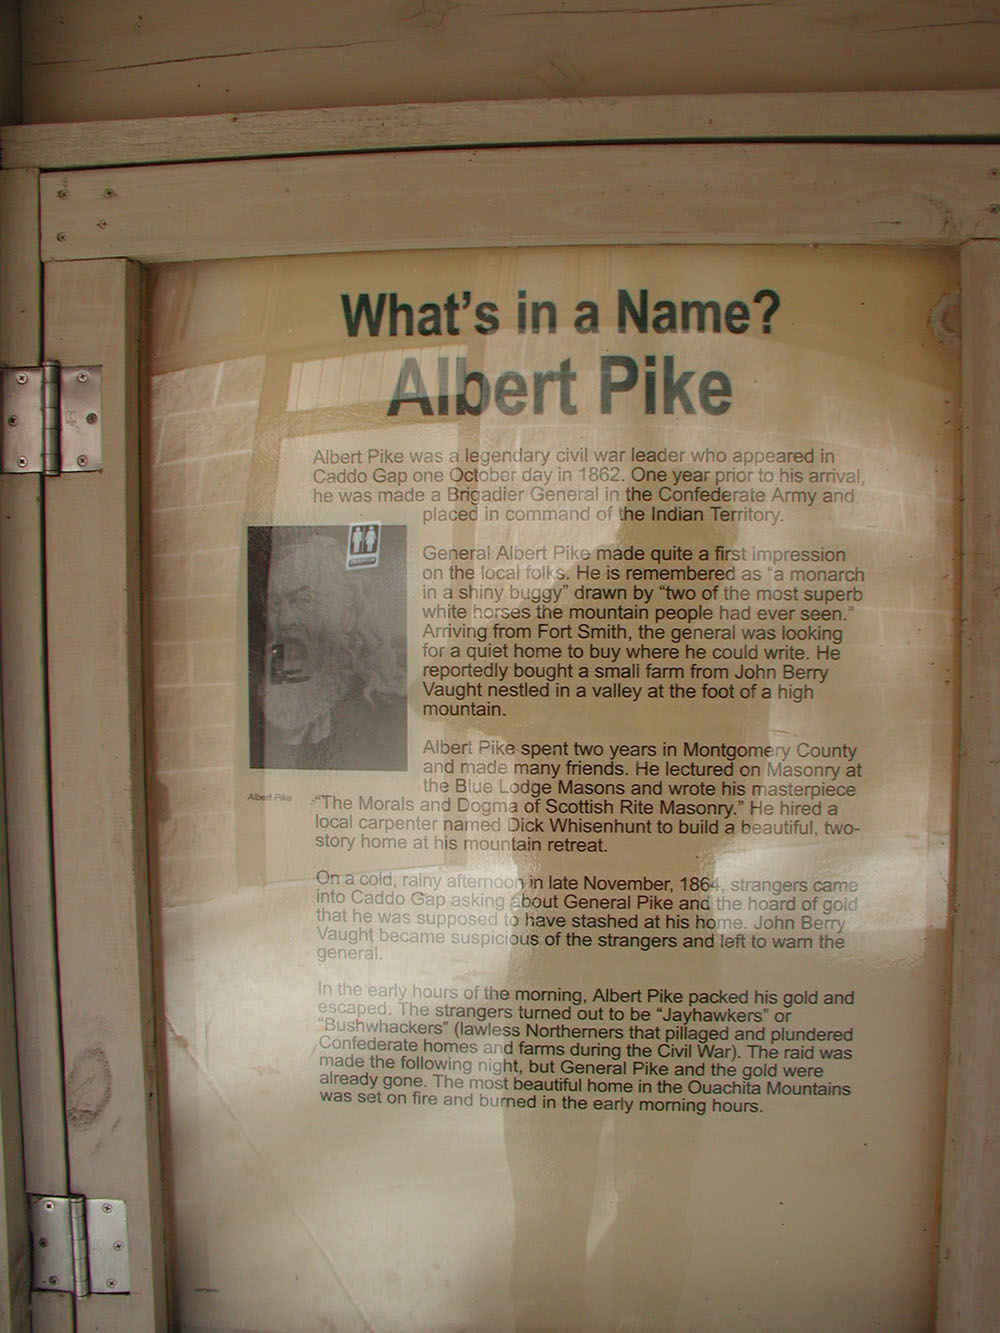 What's in a Name?
Albert Pike
Albert Pike was a legendary civil war leader who appeared in
Caddo Gap one October day in 1862. One year prior to his arrival,
he was made a Brigadier General in the Confederate Army and
placed in command of the Indian Territory.
General Albert Pike made quite a first impression
on the local folks. He is remembered as "a monarch
in a shiny buggy" drawn by "two of the most superb
white horses the mountain people had ever seen."
Arriving from Fort Smith, the general was looking
for a quiet home to buy where he could write. He
reportedly bought a small farm from John Berry
Vaught nestled in a valley at the foot of a high
mountain.
Albert Pike spent two years in Montgomery County
and made many friends. He lectured on Masonry at
the Blue Lodge Masons and wrote his masterpiece
"The Morals and Dogma of Scottish Rite Masonry." He hired a
local carpenter named Dick Whisenhunt to build a beautiful, two-
story home at his mountain retreat.
Albert Pike
On a cold, rainy afternoon in late November, 1864, strangers came
into Caddo Gap asking about General Pike and the hoard of gold
that he was supposed to have stashed at his home. John Berry
Vaught became suspicious of the strangers and left to warn the
general.
In the early hours of the morning, Albert Pike packed his gold and
escaped. The strangers turned out to be "Jayhawkers" or
"Bushwhackers" (lawless Northerners that pillaged and plundered
Confederate homes and farms during the Civil War). The raid was
made the following night, but General Pike and the gold were
already gone. The most beautiful home in the Ouachita Mountains
was set on fire and burned in the early morning hours.